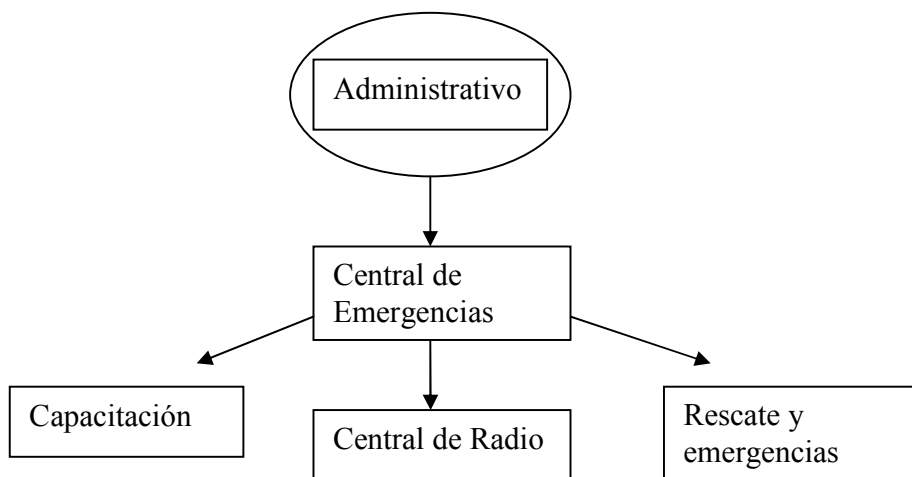 Administrativo
Central de
Emergencias
Capacitación
Central de Radio
Rescate y
emergencias